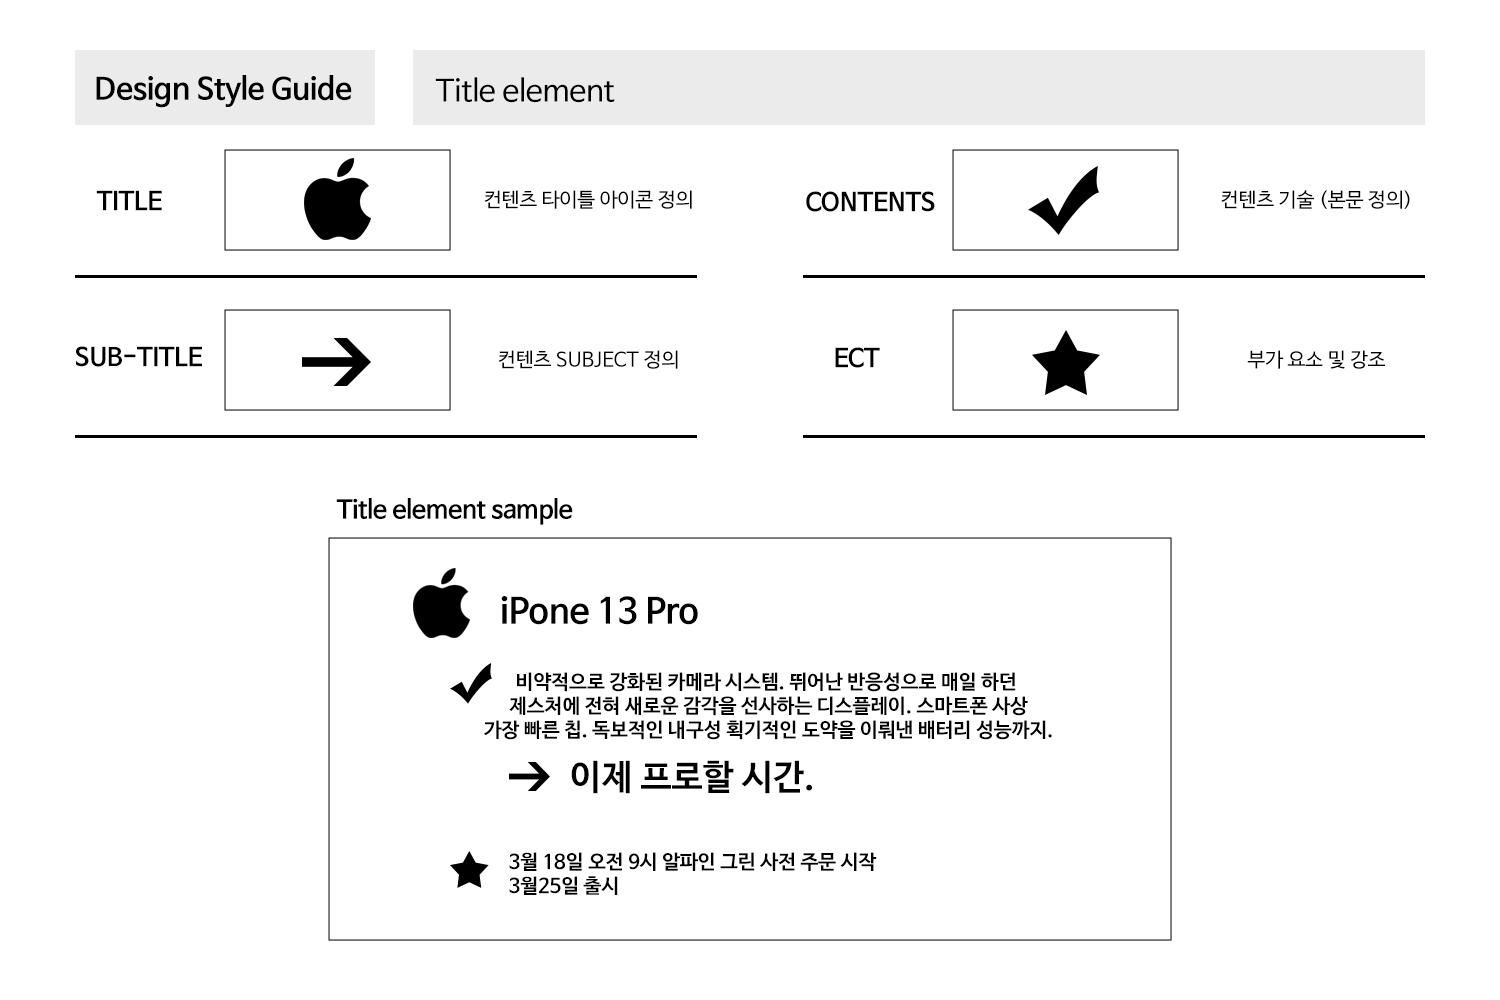 Design Style Guide
Title element
TITLE
컨텐츠 타이틀 아이콘 정의
CONTENTS
컨텐츠 기술 (본문 정의)
SUB-TITLE
컨텐츠 SUBJECT 정의
ECT
부가 요소 및 강조
Title element sample
iPone 13 Pro
비약적으로 강화된 카메라 시스템. 뛰어난 반응성으로 매일 하던
제스처에 전혀 새로운 감각을 선사하는 디스플레이. 스마트폰 사상
가장 빠른 칩. 독보적인 내구성 획기적인 도약을 이뤄낸 배터리 성능까지.
이제 프로할 시간.
3월 18일 오전 9시 알파인 그린 사전 주문 시작
3월25일 출시